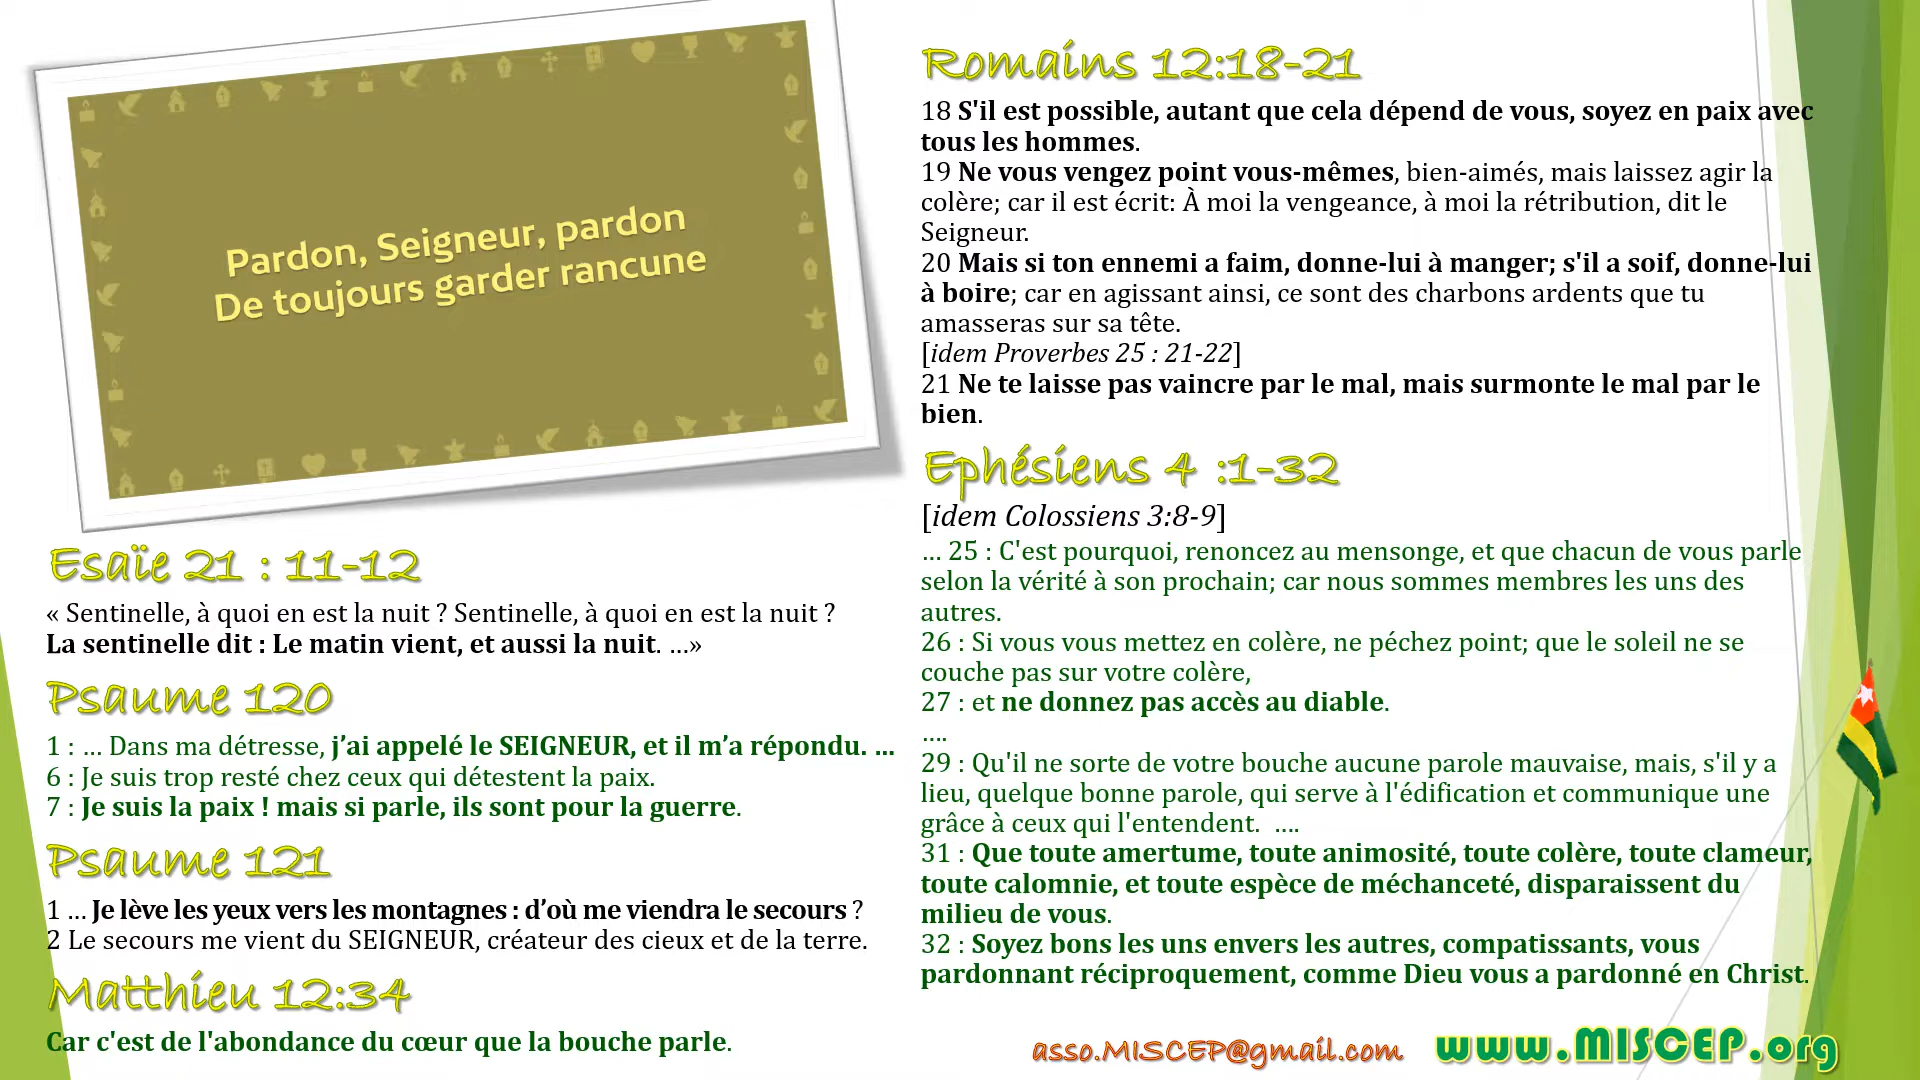 Pardon, Seigneur, pardon
De toujours garder rancune
Esaïe 21 : 11-12
« Sentinelle, à quoi en est la nuit ? Sentinelle, à quoi en est la nuit ?
La sentinelle dit : Le matin vient, et aussi la nuit. ...»
Psaume 120
1 : ... Dans ma détresse, j’ai appelé le SEIGNEUR, et il m’a répondu. ...
6 : Je suis trop resté chez ceux qui détestent la paix.
7 : Je suis la paix ! mais si parle, ils sont pour la guerre.
Psaume 121
1 ... Je lève les yeux vers les montagnes : d’où me viendra le secours ?
2 Le secours me vient du SEIGNEUR, créateur des cieux et de la terre.
Matthieu 12:34
Car c'est de l'abondance du cœur que la bouche parle.
Romains 12:18-21
18 S'il est possible, autant que cela dépend de vous, soyez en paix avec
tous les hommes.
19 Ne vous vengez point vous-mêmes, bien-aimés, mais laissez agir la
colère; car il est écrit: À moi la vengeance, à moi la rétribution, dit le
Seigneur.
20 Mais si ton ennemi a faim, donne-lui à manger; s'il a soif, donne-lui
à boire; car en agissant ainsi, ce sont des charbons ardents que tu
amasseras sur sa tête.
[idem Proverbes 25 : 21-22]
21 Ne te laisse pas vaincre par le mal, mais surmonte le mal par le
bien.
Ephésiens 4 :1-32
[idem Colossiens 3:8-9]
... 25 : C'est pourquoi, renoncez au mensonge, et que chacun de vous parle
selon la vérité à son prochain; car nous sommes membres les uns des
autres.
26 : Si vous vous mettez en colère, ne péchez point; que le soleil ne se
couche pas sur votre colère,
27 : et ne donnez pas accès au diable.
....
29 : Qu'il ne sorte de votre bouche aucune parole mauvaise, mais, s'il y a
lieu, quelque bonne parole, qui serve à l'édification et communique une
grâce à ceux qui l'entendent. ....
31 : Que toute amertume, toute animosité, toute colère, toute clameur,
toute calomnie, et toute espèce de méchanceté, disparaissent du
milieu de vous.
32 : Soyez bons les uns envers les autres, compatissants, vous
pardonnant réciproquement, comme Dieu vous a pardonné en Christ.
asso.MISCEP@gmail.com
www.MISCEP.org